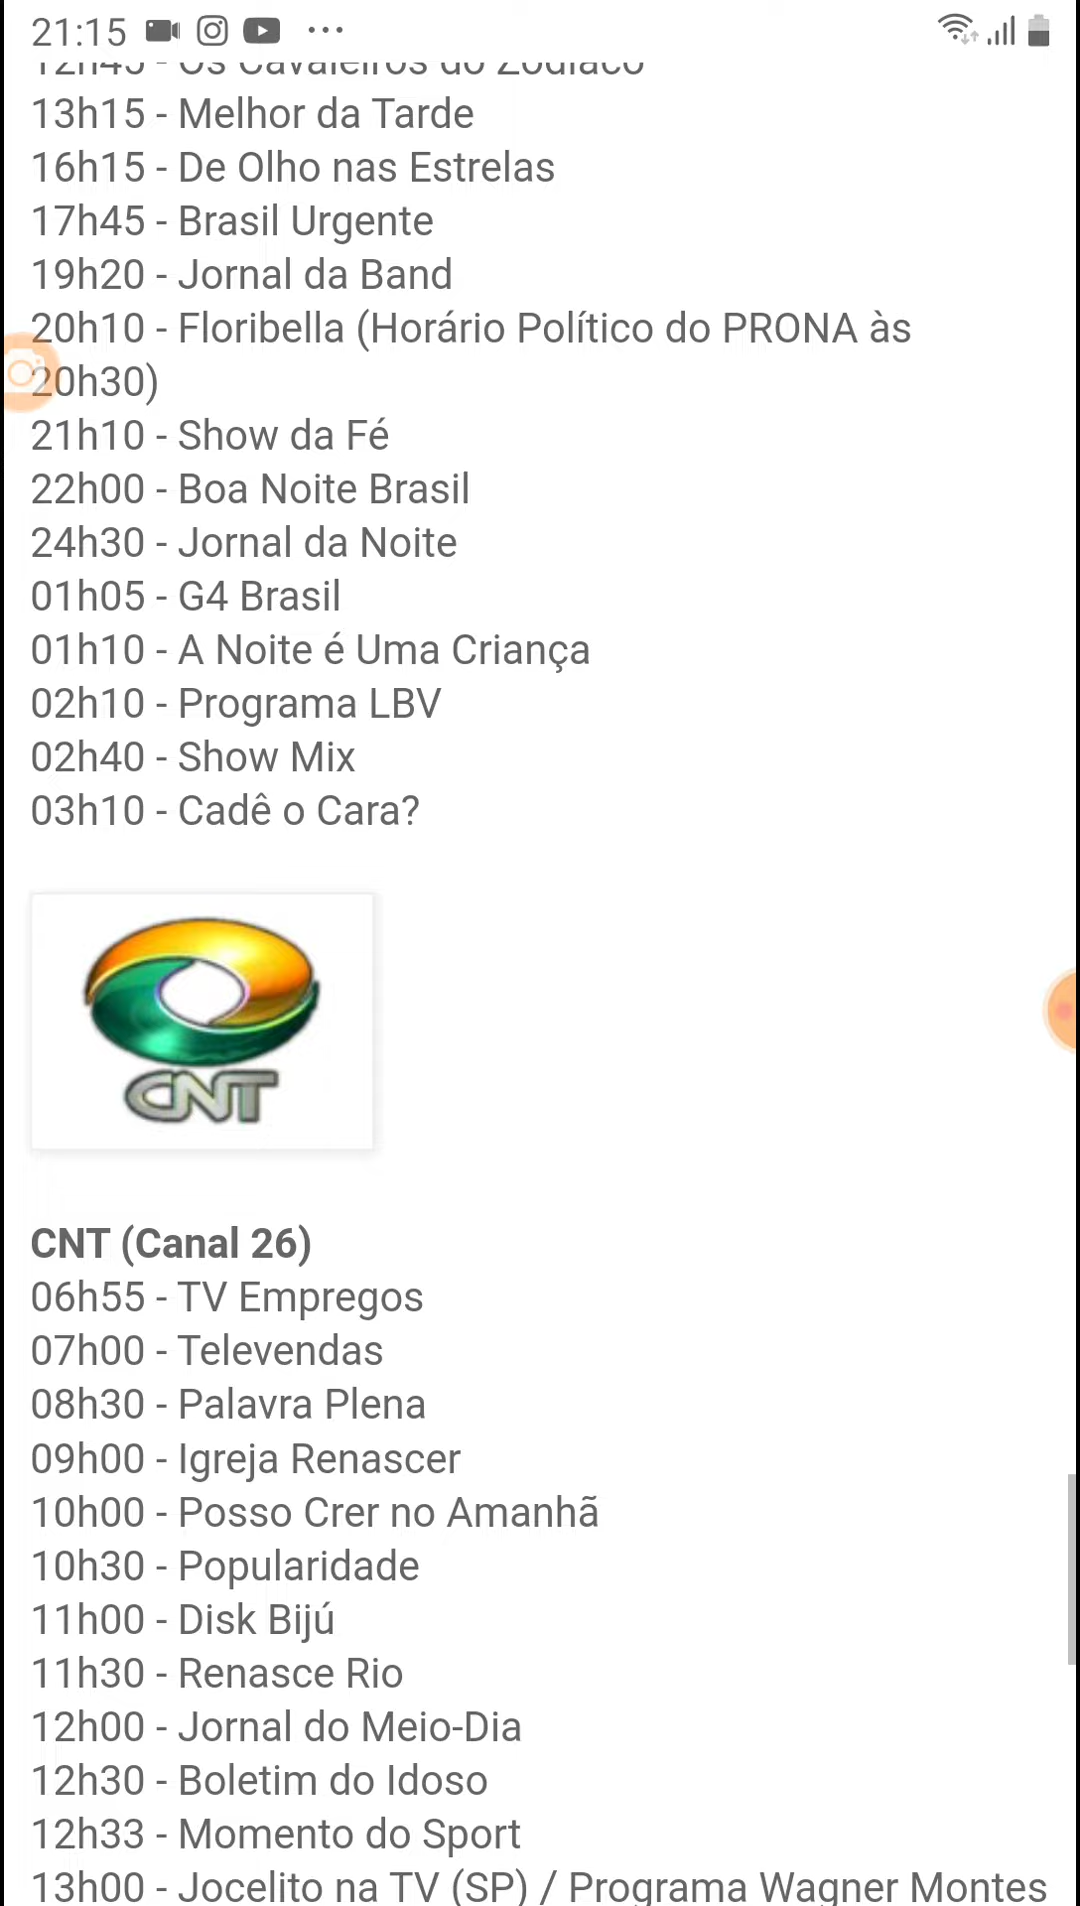 21:15
12h45 - Os Cavaleiros do Zodíaco
13h15 - Melhor da Tarde
16h15 - De Olho nas Estrelas
17h45 - Brasil Urgente
19h20 - Jornal da Band
20h10 - Floribella (Horário Político do PRONA às
20h30)
21h10 - Show da Fé
22h00 - Boa Noite Brasil
24h30 - Jornal da Noite
01h05 - G4 Brasil
01h10 - A Noite é Uma Criança
02h10 - Programa LBV
02h40 - Show Mix
03h10 - Cadê o Cara?
CNT
CNT (Canal 26)
06h55 - TV Empregos
07h00 - Televendas
08h30 - Palavra Plena
09h00 - Igreja Renascer
10h00 - Posso Crer no Amanhã
10h30 - Popularidade
11h00 - Disk Bijú
11h30 - Renasce Rio
12h00 - Jornal do Meio-Dia
12h30 - Boletim do Idoso
12h33 - Momento do Sport
13h00 - Jocelito na TV (SP) / Programa Wagner Montes